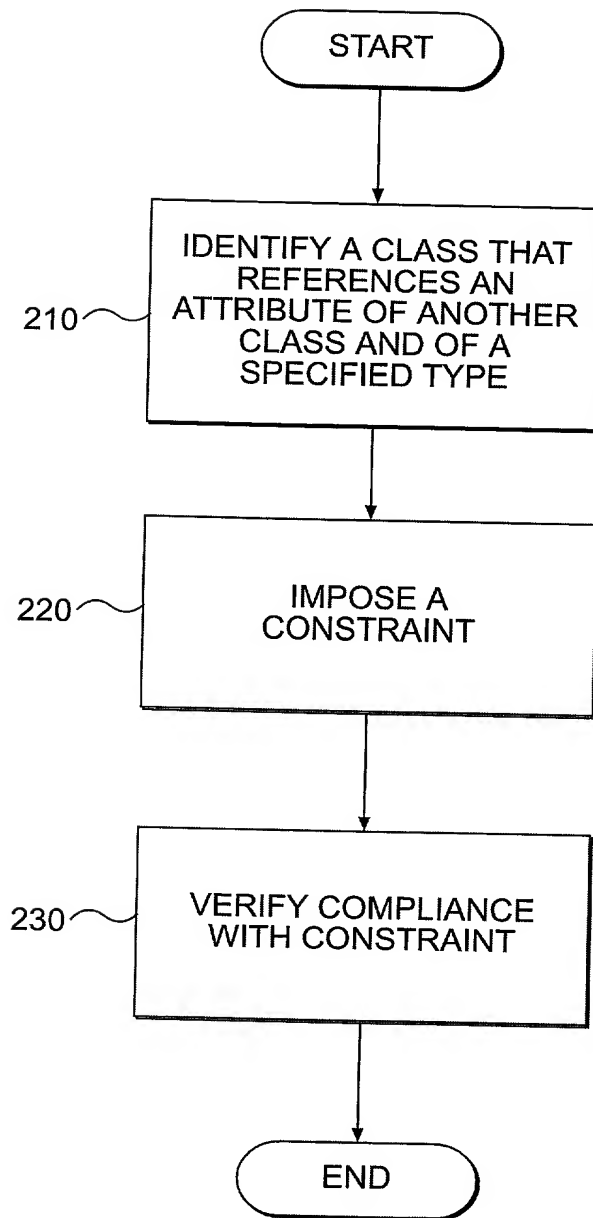 START
IDENTIFY A CLASS THAT
REFERENCES AN
ATTRIBUTE OF ANOTHER
CLASS AND OF A
SPECIFIED TYPE
210
IMPOSE A
CONSTRAINT
220
VERIFY COMPLIANCE
WITH CONSTRAINT
230
END